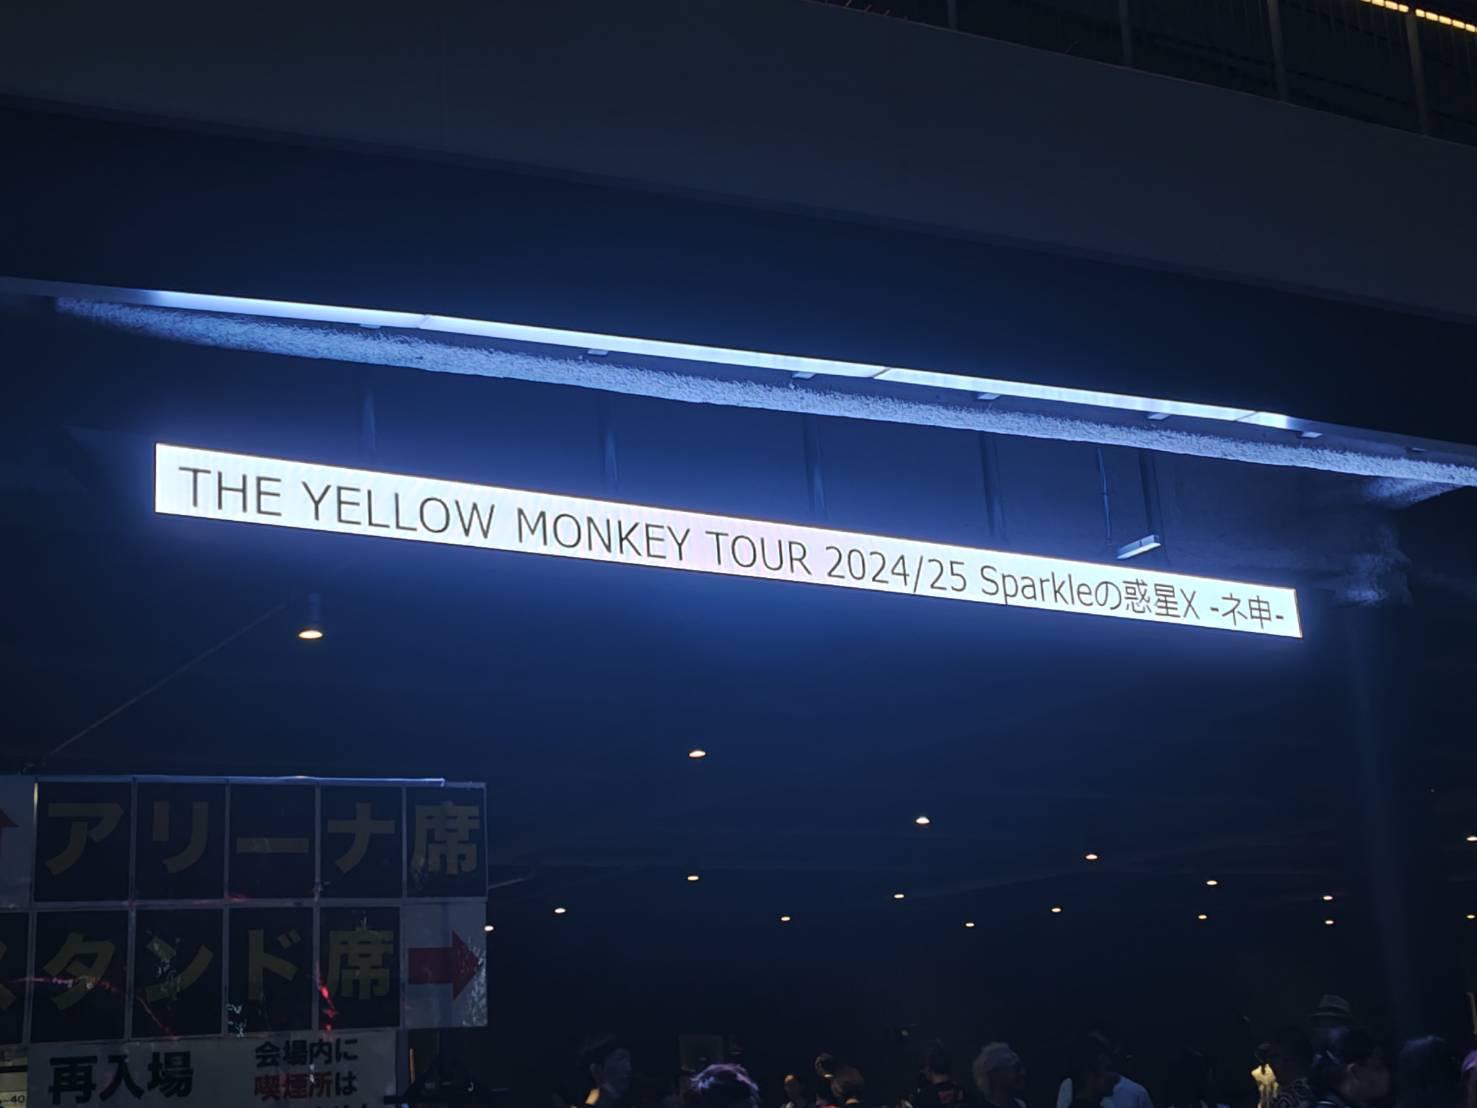 THE YELLOW MONKEY TOUR 2024/25 Sparkleの惑星X -ネ申-
アリーナ席
スタンド席
再入場
会場内に
喫煙所は